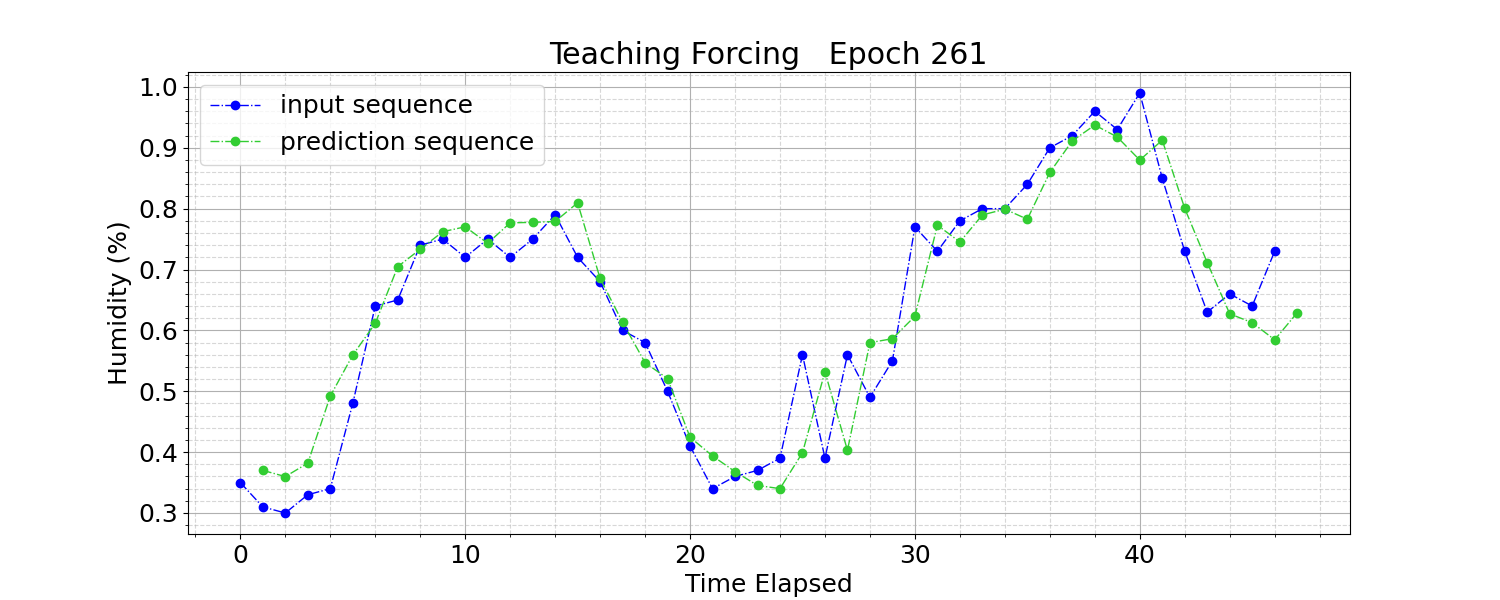 Teaching Forcing   Epoch 261
input sequence
prediction sequence
Humidity (%)
1.0
0.9
0.8
0.7
0.6
0.5
0.4
0.3
0 10 20 30 40
Time Elapsed